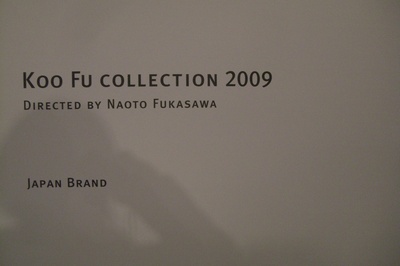 Koo Fu collection 2009
Directed by Naoto Fukasawa
Japan Brand